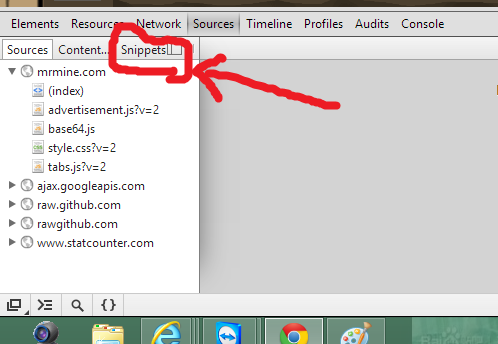 Elements Resources Network Sources Timeline Profiles Audits Console
Sources Content... Snippets
mrmine.com
(index)
advertisement.js?v=2
base64.js
style.css?v=2
tabs.js?v=2
ajax.googleapis.com
raw.github.com
rawgithub.com
www.statcounter.com